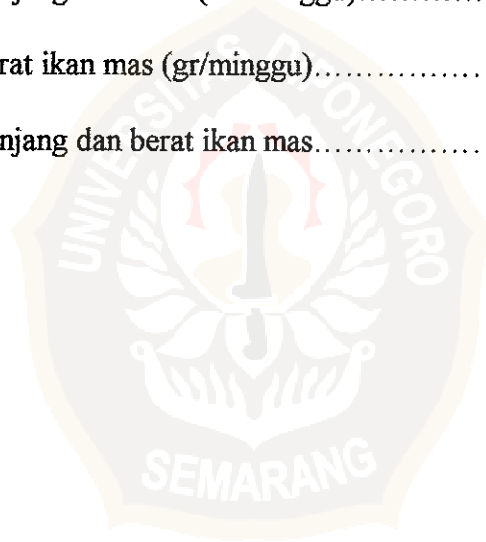 rat ikan mas (gr/minggu)................
njang dan berat ikan mas................
UNIVERSITAS DIPONEGORO
SEMARANG